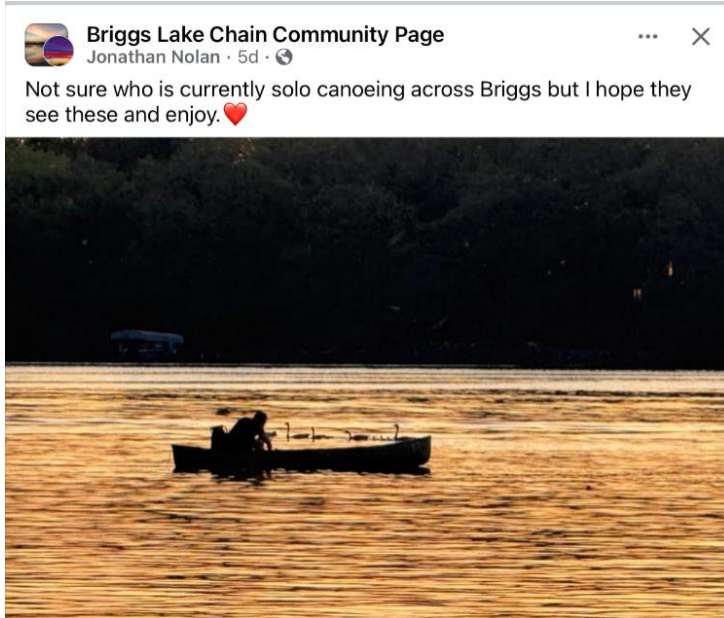 Briggs Lake Chain Community Page
Jonathan Nolan · 5d ·
Not sure who is currently solo canoeing across Briggs but I hope they
see these and enjoy.❤️